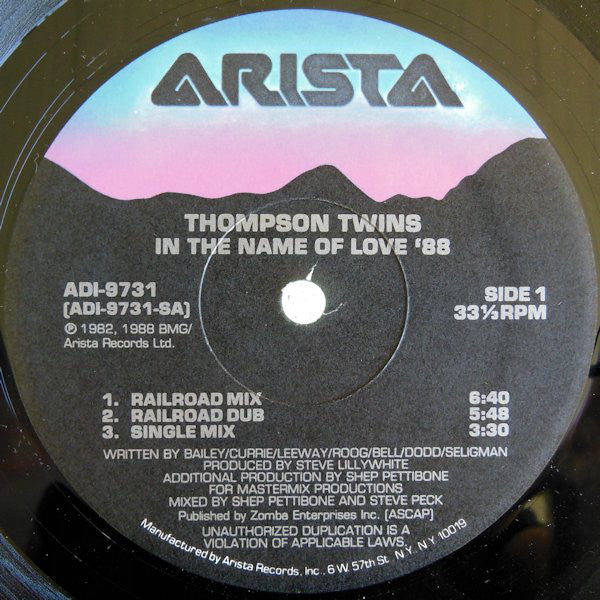 ARISTA
THOMPSON TWINS
IN THE NAME OF LOVE '88
ADI-9731
(ADI-9731-SA)
℗ 1982, 1988 BMG/
Arista Records Ltd.
SIDE 1
33⅓RPM
1. RAILROAD MIX 6:40
2. RAILROAD DUB 5:48
3. SINGLE MIX 3:30
WRITTEN BY BAILEY/CURRIE/LEEWAY/ROOG/BELL/DODD/SELIGMAN
PRODUCED BY STEVE LILLYWHITE
ADDITIONAL PRODUCTION BY SHEP PETTIBONE
FOR MASTERMIX PRODUCTIONS
MIXED BY SHEP PETTIBONE AND STEVE PECK
Published by Zomba Enterprises Inc. (ASCAP)
UNAUTHORIZED DUPLICATION IS A
VIOLATION OF APPLICABLE LAWS.
Manufactured by Arista Records, Inc., 6 W. 57th St. N.Y. N.Y. 10019